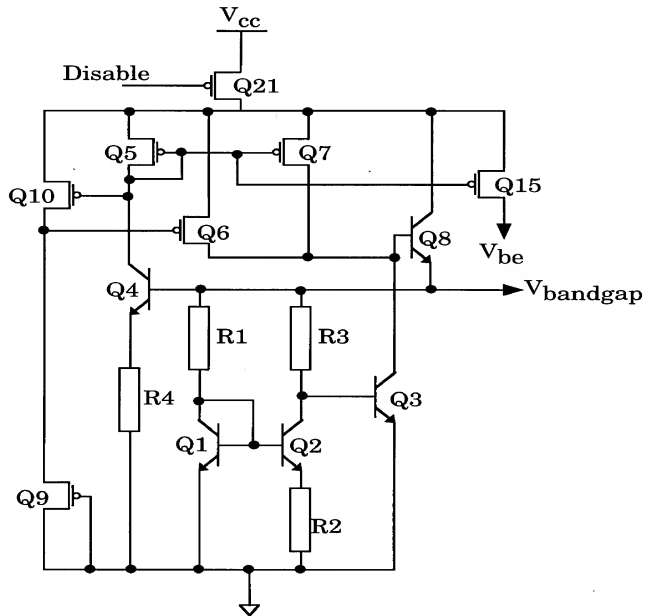 Vcc
Disable
Q21
Q5
Q7
Q10
Q15
Q6
Q8
Vbe
Q4
Vbandgap
R1
R3
R4
Q3
Q1
Q2
Q9
R2